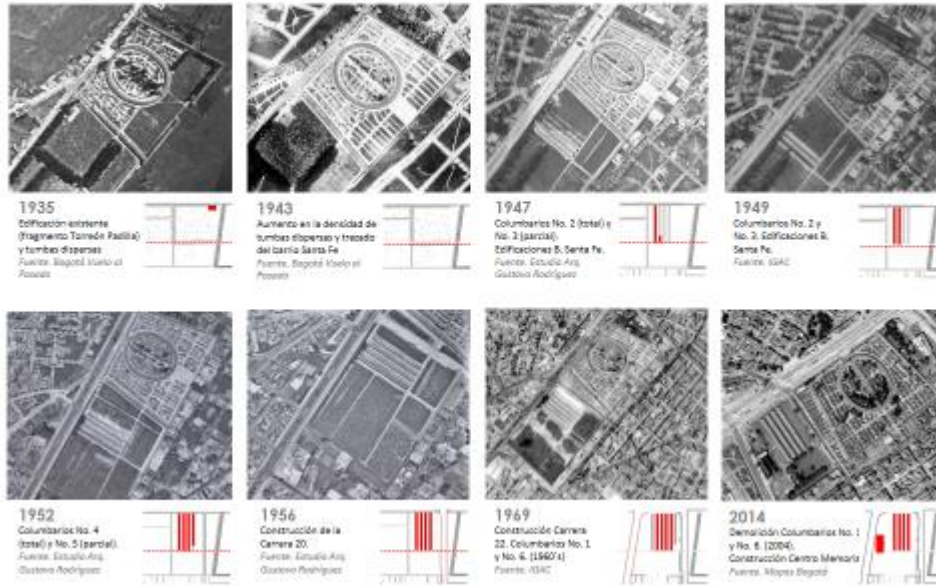 1935
Edificación existente
(fragmento Torreón Padilla)
y tumbas dispersas
Fuente. Bogotá Vuelo al
Pasado
1943
Aumento en la densidad de
tumbas dispersas y trazado
del barrio Santa Fe
Fuente. Bogotá Vuelo al
Pasado
1947
Columbarios No. 2 (total) y
No. 3 (parcial).
Edificaciones B. Santa Fe.
Fuente. Estudio Arq.
Gustavo Rodríguez
1949
Columbarios No. 2 y
No. 3. Edificaciones B.
Santa Fe.
Fuente. IGAC
1952
Columbarios No. 4
(total) y No. 5 (parcial).
Fuente. Estudio Arq.
Gustavo Rodríguez
1956
Construcción de la
Carrera 20.
Fuente. Estudio Arq.
Gustavo Rodríguez
1969
Construcción Carrera
22. Columbarios No. 1
y No. 6. (1960's)
Fuente. IGAC
2014
Demolición Columbarios No. 1
y No. 6. (2004).
Construcción Centro Memoria
Fuente. Mapas Bogotá